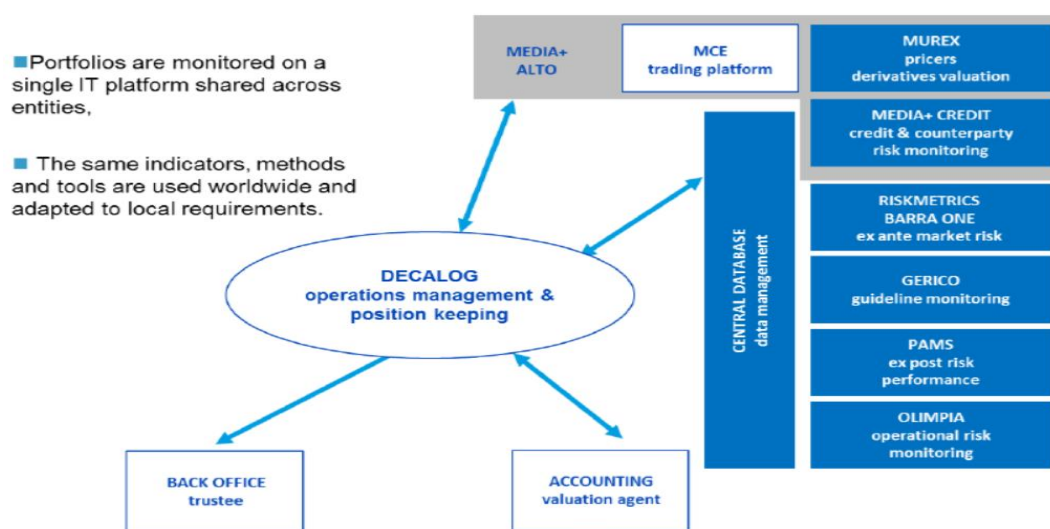 ■Portfolios are monitored on a
single IT platform shared across
entities,
■ The same indicators, methods
and tools are used worldwide and
adapted to local requirements.
MEDIA+
ALTO
MCE
trading platform
MUREX
pricers
derivatives valuation
MEDIA+ CREDIT
credit & counterparty
risk monitoring
RISKMETRICS
BARRA ONE
ex ante market risk
GERICO
guideline monitoring
PAMS
ex post risk
performance
OLIMPIA
operational risk
monitoring
CENTRAL DATABASE
data management
DECALOG
operations management &
position keeping
BACK OFFICE
trustee
ACCOUNTING
valuation agent